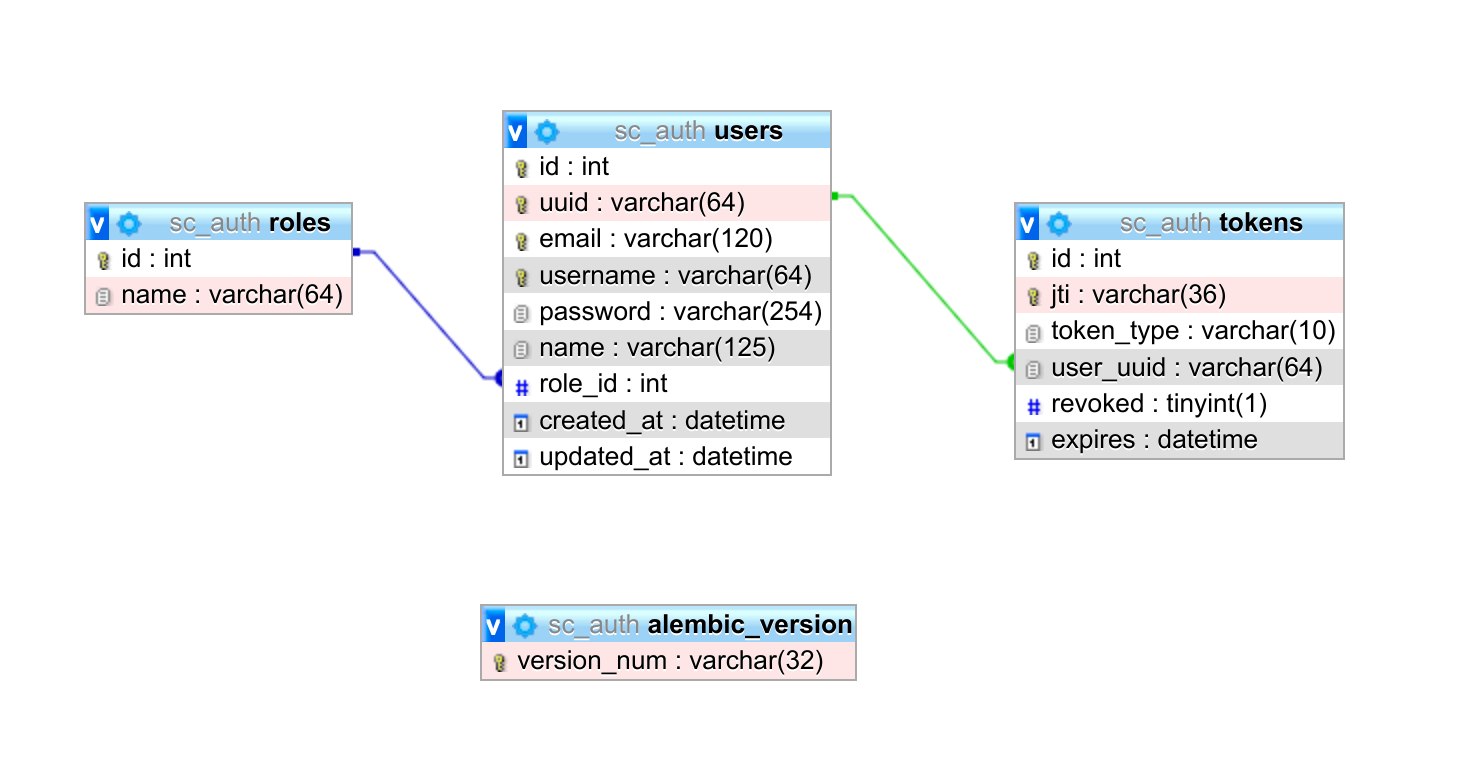 v sc_auth users
id : int
uuid : varchar(64)
email : varchar(120)
username : varchar(64)
password : varchar(254)
name : varchar(125)
# role_id : int
created_at : datetime
updated_at : datetime
v sc_auth roles
id : int
name : varchar(64)
v sc_auth tokens
id : int
jti : varchar(36)
token_type : varchar(10)
user_uuid : varchar(64)
# revoked : tinyint(1)
expires : datetime
v sc_auth alembic_version
version_num : varchar(32)